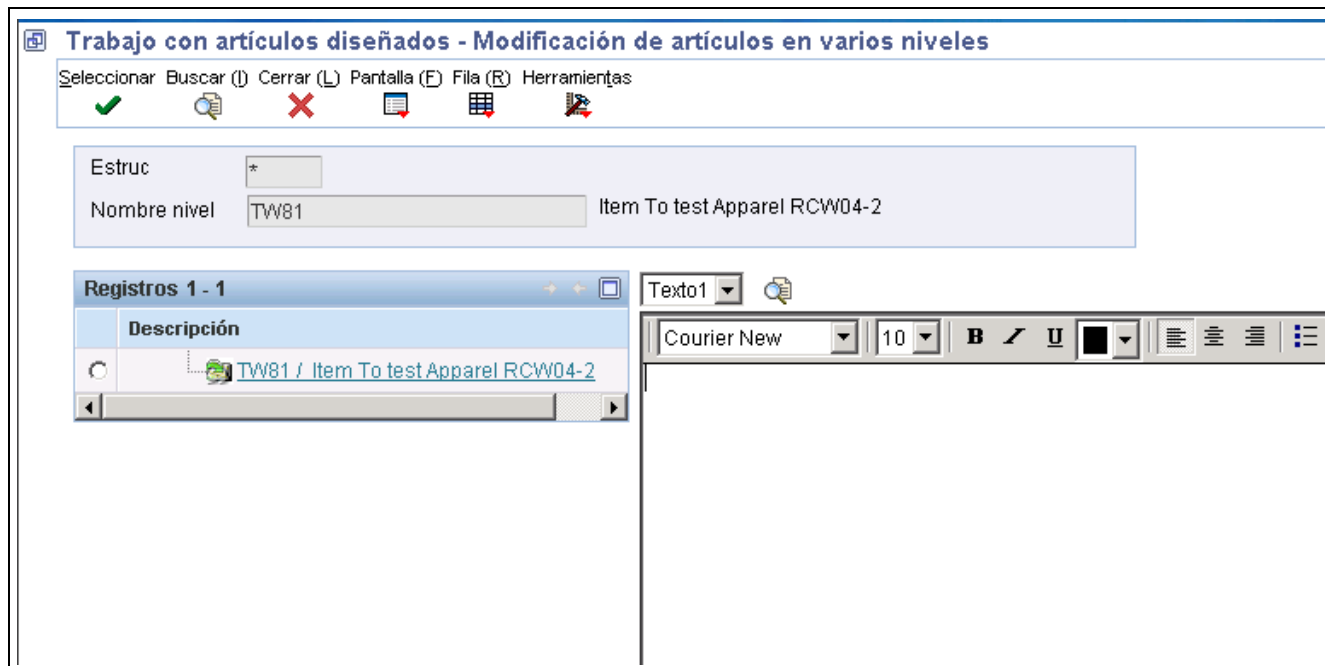 Trabajo con artículos diseñados - Modificación de artículos en varios niveles
Seleccionar Buscar (I) Cerrar (L) Pantalla (F) Fila (R) Herramientas
Estruc *
Nombre nivel TW81 Item To test Apparel RCW04-2
Registros 1 - 1
Texto1
Descripción
Courier New 10 B I U
TW81 / Item To test Apparel RCW04-2